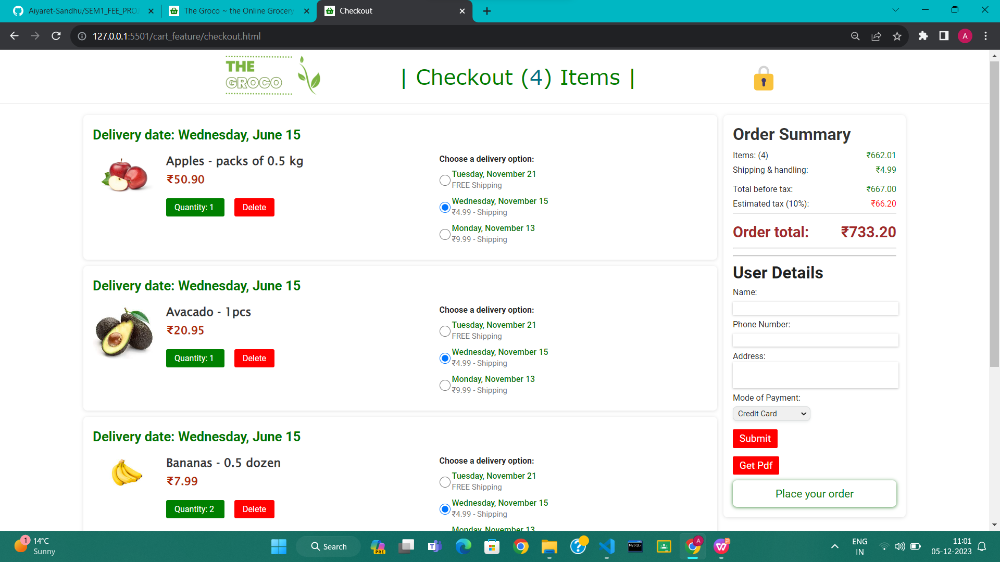 Aiyaret-Sandhu/SEM1_FEE_PRO
The Groco ~ the Online Grocery
Checkout
127.0.0.1:5501/cart_feature/checkout.html
A
THE
GROCO
| Checkout (4) Items |
Delivery date: Wednesday, June 15
Apples - packs of 0.5 kg
₹50.90
Quantity: 1
Delete
Choose a delivery option:
Tuesday, November 21
FREE Shipping
Wednesday, November 15
₹4.99 - Shipping
Monday, November 13
₹9.99 - Shipping
Delivery date: Wednesday, June 15
Avacado - 1pcs
₹20.95
Quantity: 1
Delete
Choose a delivery option:
Tuesday, November 21
FREE Shipping
Wednesday, November 15
₹4.99 - Shipping
Monday, November 13
₹9.99 - Shipping
Delivery date: Wednesday, June 15
Bananas - 0.5 dozen
₹7.99
Quantity: 2
Delete
Choose a delivery option:
Tuesday, November 21
FREE Shipping
Wednesday, November 15
₹4.99 - Shipping
Monday, November 13
Order Summary
Items: (4) ₹662.01
Shipping & handling: ₹4.99
Total before tax: ₹667.00
Estimated tax (10%): ₹66.20
Order total: ₹733.20
User Details
Name:
Phone Number:
Address:
Mode of Payment:
Credit Card
Submit
Get Pdf
Place your order
1
14°C
Sunny
Search
PRE
MySQL
A
ENG
IN
11:01
05-12-2023